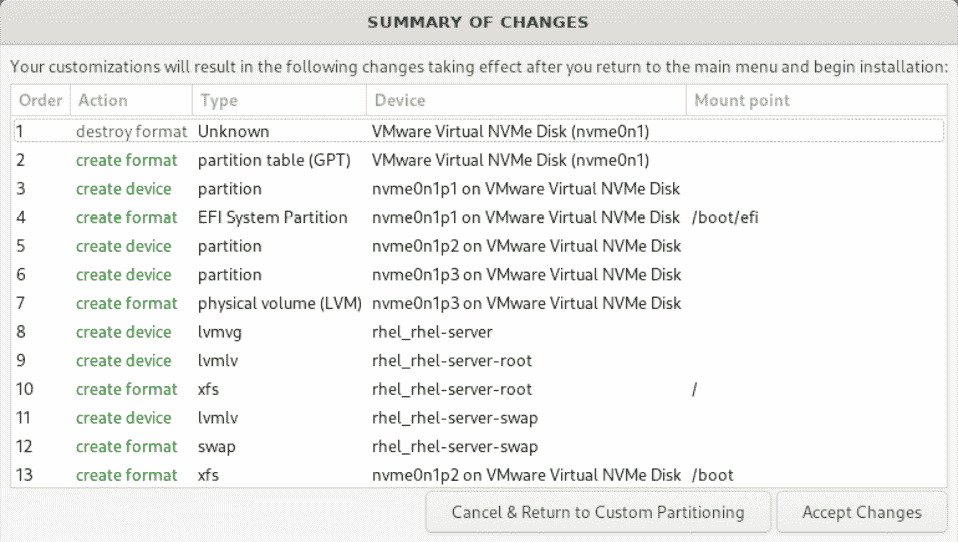 SUMMARY OF CHANGES
Your customizations will result in the following changes taking effect after you return to the main menu and begin installation:
Order Action Type Device Mount point
1 destroy format Unknown VMware Virtual NVMe Disk (nvme0n1)
2 create format partition table (GPT) VMware Virtual NVMe Disk (nvme0n1)
3 create device partition nvme0n1p1 on VMware Virtual NVMe Disk
4 create format EFI System Partition nvme0n1p1 on VMware Virtual NVMe Disk /boot/efi
5 create device partition nvme0n1p2 on VMware Virtual NVMe Disk
6 create device partition nvme0n1p3 on VMware Virtual NVMe Disk
7 create format physical volume (LVM) nvme0n1p3 on VMware Virtual NVMe Disk
8 create device lvmvg rhel_rhel-server
9 create device lvmlv rhel_rhel-server-root
10 create format xfs rhel_rhel-server-root /
11 create device lvmlv rhel_rhel-server-swap
12 create format swap rhel_rhel-server-swap
13 create format xfs nvme0n1p2 on VMware Virtual NVMe Disk /boot
Cancel & Return to Custom Partitioning Accept Changes